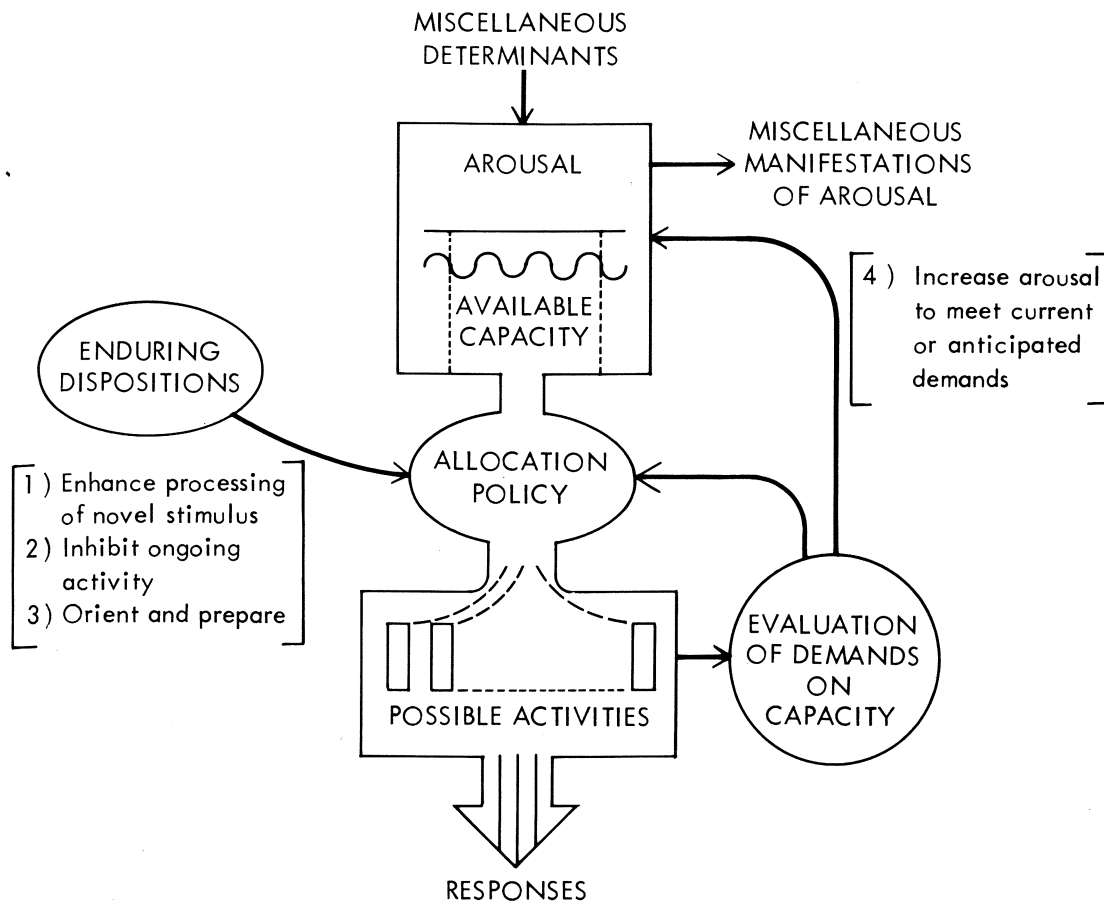 MISCELLANEOUS
DETERMINANTS
AROUSAL
MISCELLANEOUS
MANIFESTATIONS
OF AROUSAL
AVAILABLE
CAPACITY
4) Increase arousal
to meet current
or anticipated
demands
ENDURING
DISPOSITIONS
1) Enhance processing
of novel stimulus
2) Inhibit ongoing
activity
3) Orient and prepare
ALLOCATION
POLICY
EVALUATION
OF DEMANDS
ON
CAPACITY
POSSIBLE ACTIVITIES
RESPONSES